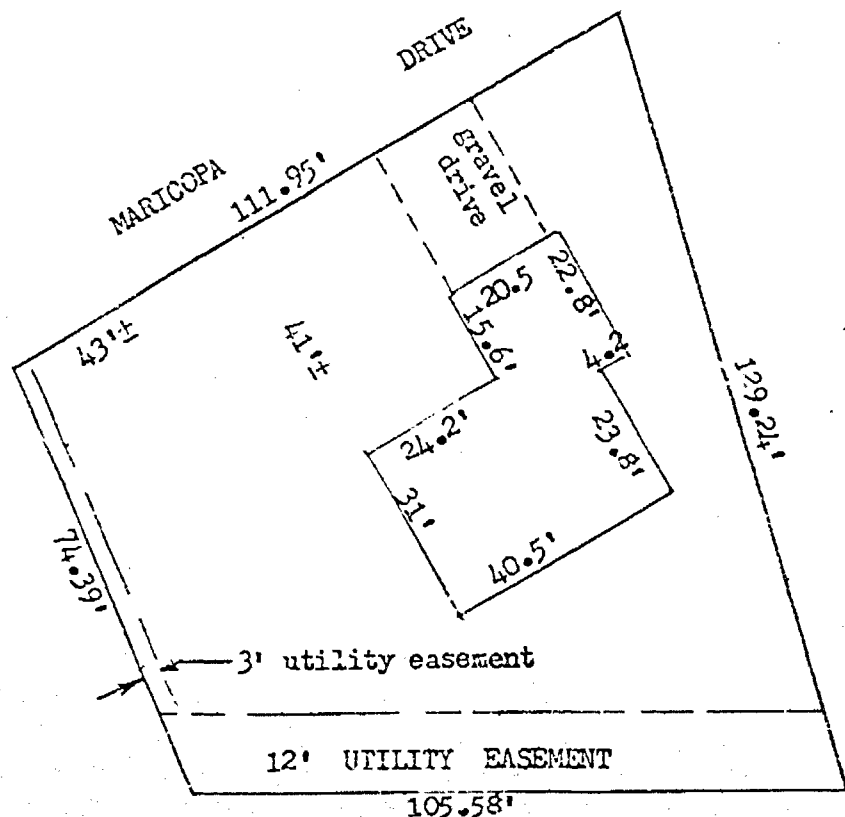 DRIVE
MARICOPA
111.95'
gravel
drive
43'±
41'±
20.5
22.8'
15.6'
4.2
24.2'
23.8'
129.24'
31'
40.5'
74.39'
3' utility easement
12' UTILITY EASEMENT
105.58'